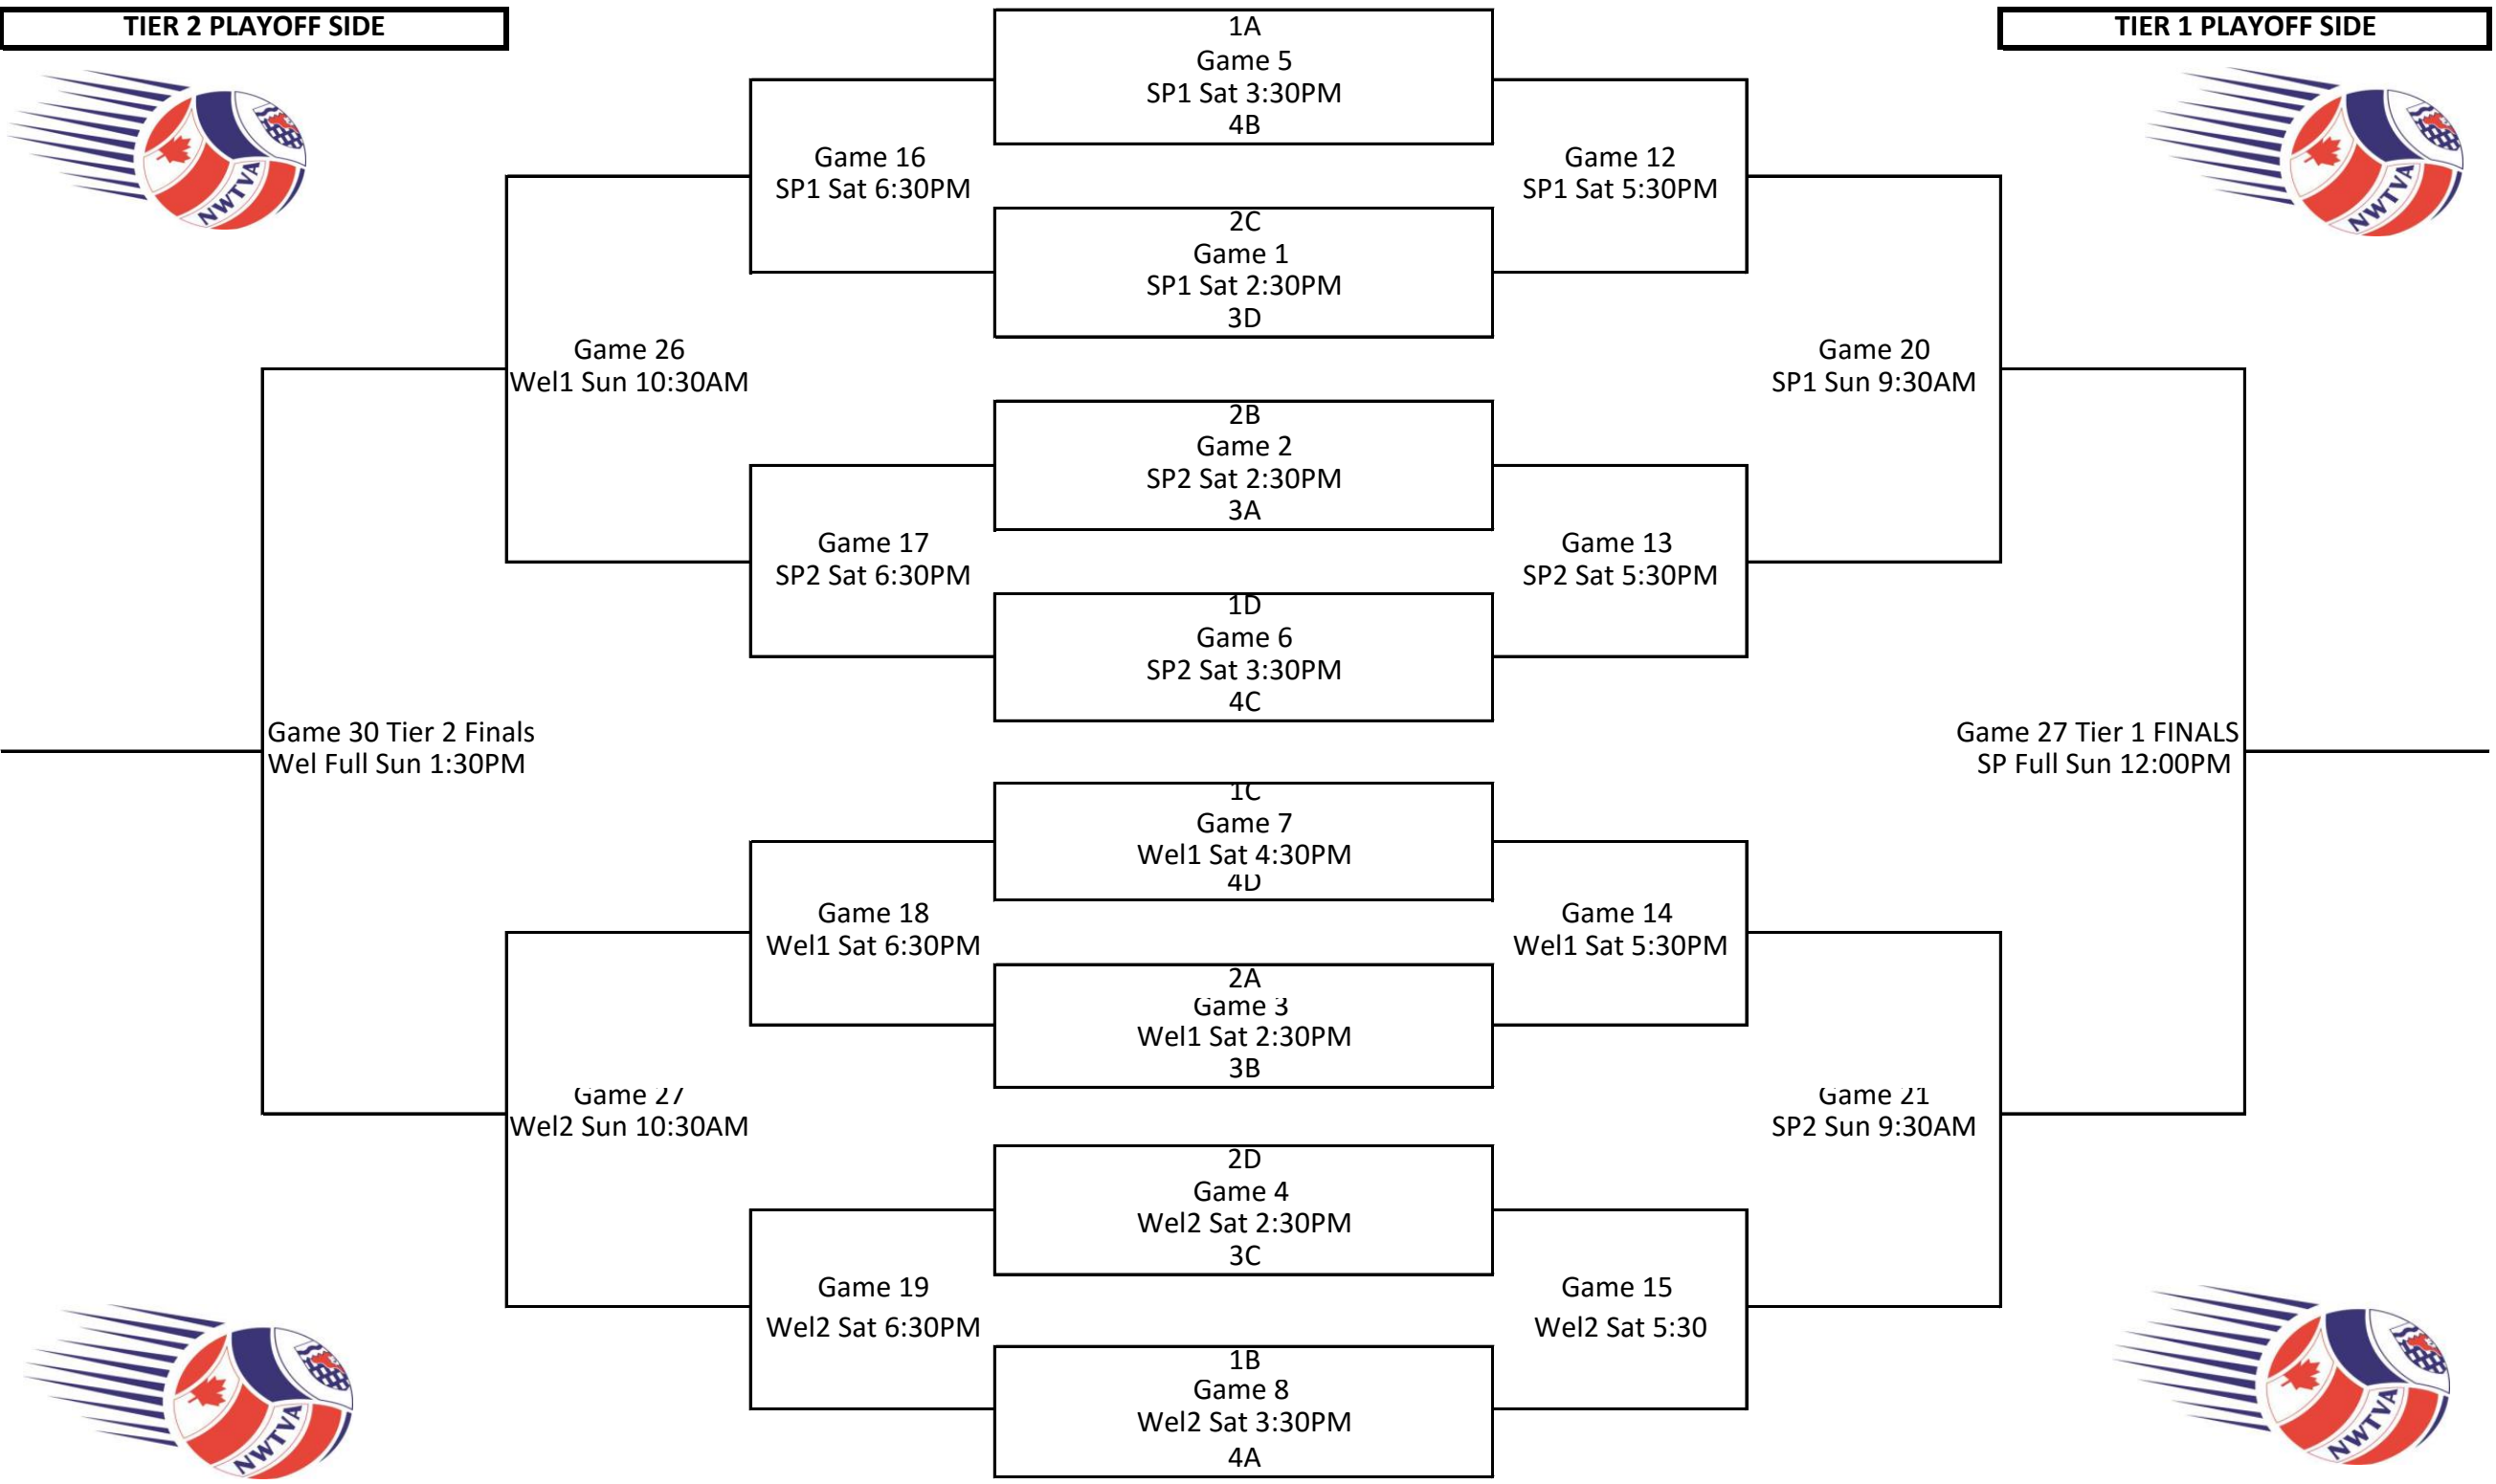 TIER 2 PLAYOFF SIDE
TIER 1 PLAYOFF SIDE
NWTVA
NWTVA
1A
Game 5
SP1 Sat 3:30PM
4B
Game 16
SP1 Sat 6:30PM
Game 12
SP1 Sat 5:30PM
2C
Game 1
SP1 Sat 2:30PM
3D
Game 26
Wel1 Sun 10:30AM
Game 20
SP1 Sun 9:30AM
2B
Game 2
SP2 Sat 2:30PM
3A
Game 17
SP2 Sat 6:30PM
Game 13
SP2 Sat 5:30PM
1D
Game 6
SP2 Sat 3:30PM
4C
Game 30 Tier 2 Finals
Wel Full Sun 1:30PM
Game 27 Tier 1 FINALS
SP Full Sun 12:00PM
1C
Game 7
Wel1 Sat 4:30PM
4D
Game 18
Wel1 Sat 6:30PM
Game 14
Wel1 Sat 5:30PM
2A
Game 3
Wel1 Sat 2:30PM
3B
Game 27
Wel2 Sun 10:30AM
Game 21
SP2 Sun 9:30AM
2D
Game 4
Wel2 Sat 2:30PM
3C
Game 19
Wel2 Sat 6:30PM
Game 15
Wel2 Sat 5:30
1B
Game 8
Wel2 Sat 3:30PM
4A
NWTVA
NWTVA